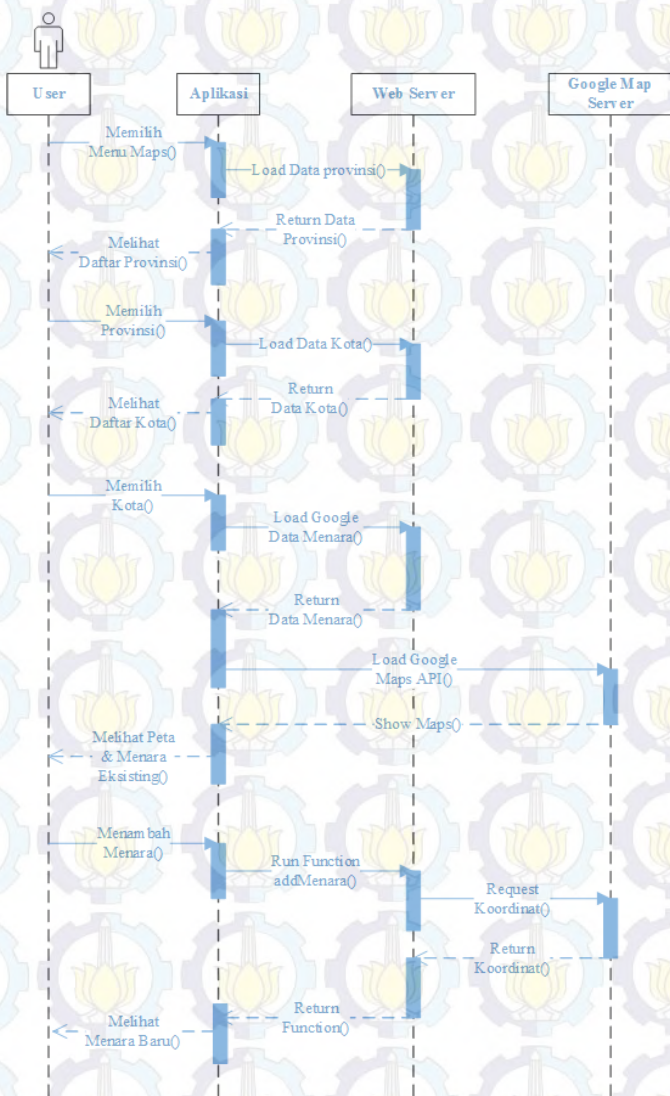 User
Aplikasi
Web Server
Google Map
Server
Memilih
Menu Maps()
Load Data provinsi()
Return Data
Provinsi()
Melihat
Daftar Provinsi()
Memilih
Provinsi()
Load Data Kota()
Return
Data Kota()
Melihat
Daftar Kota()
Memilih
Kota()
Load Google
Data Menara()
Return
Data Menara()
Load Google
Maps API()
Show Maps()
Melihat Peta
& Menara
Eksisting()
Menambah
Menara()
Run Function
addMenara()
Request
Koordinat()
Return
Koordinat()
Return
Function()
Melihat
Menara Baru()